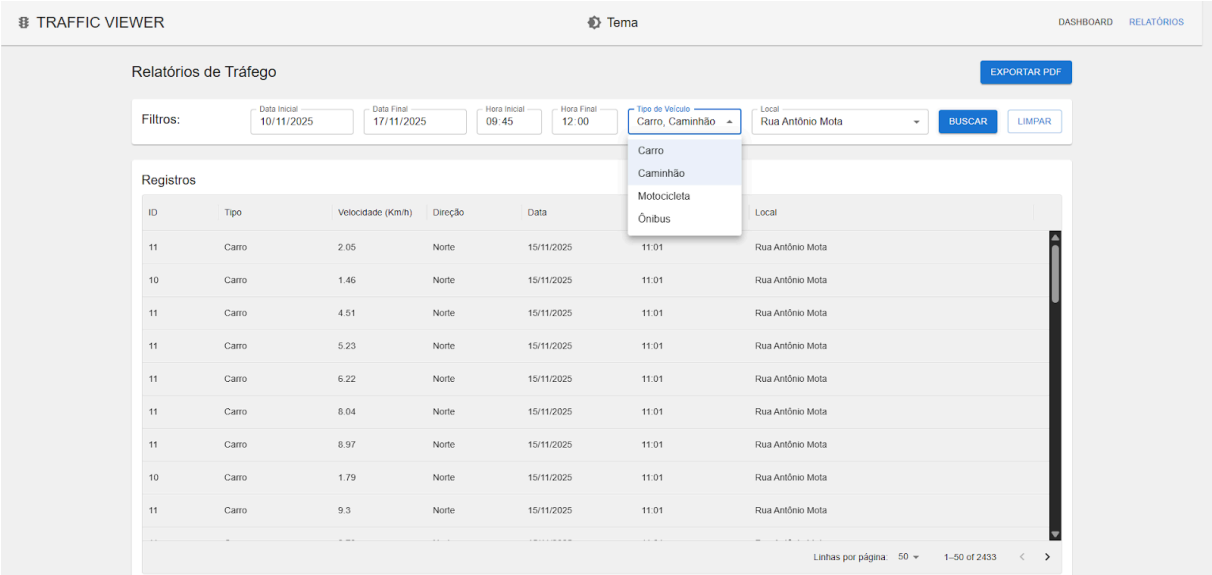 TRAFFIC VIEWER Tema DASHBOARD RELATÓRIOS
Relatórios de Tráfego EXPORTAR PDF
Filtros: Data Inicial 10/11/2025 Data Final 17/11/2025 Hora Inicial 09:45 Hora Final 12:00 Tipo de Veículo Carro, Caminhão Local Rua Antônio Mota BUSCAR LIMPAR
Carro
Caminhão
Motocicleta
Ônibus
Registros
ID Tipo Velocidade (Km/h) Direção Data Local
11 Carro 2.05 Norte 15/11/2025 11:01 Rua Antônio Mota
10 Carro 1.46 Norte 15/11/2025 11:01 Rua Antônio Mota
11 Carro 4.51 Norte 15/11/2025 11:01 Rua Antônio Mota
11 Carro 5.23 Norte 15/11/2025 11:01 Rua Antônio Mota
11 Carro 6.22 Norte 15/11/2025 11:01 Rua Antônio Mota
11 Carro 8.04 Norte 15/11/2025 11:01 Rua Antônio Mota
11 Carro 8.97 Norte 15/11/2025 11:01 Rua Antônio Mota
10 Carro 1.79 Norte 15/11/2025 11:01 Rua Antônio Mota
11 Carro 9.3 Norte 15/11/2025 11:01 Rua Antônio Mota
Linhas por página: 50 1–50 of 2433